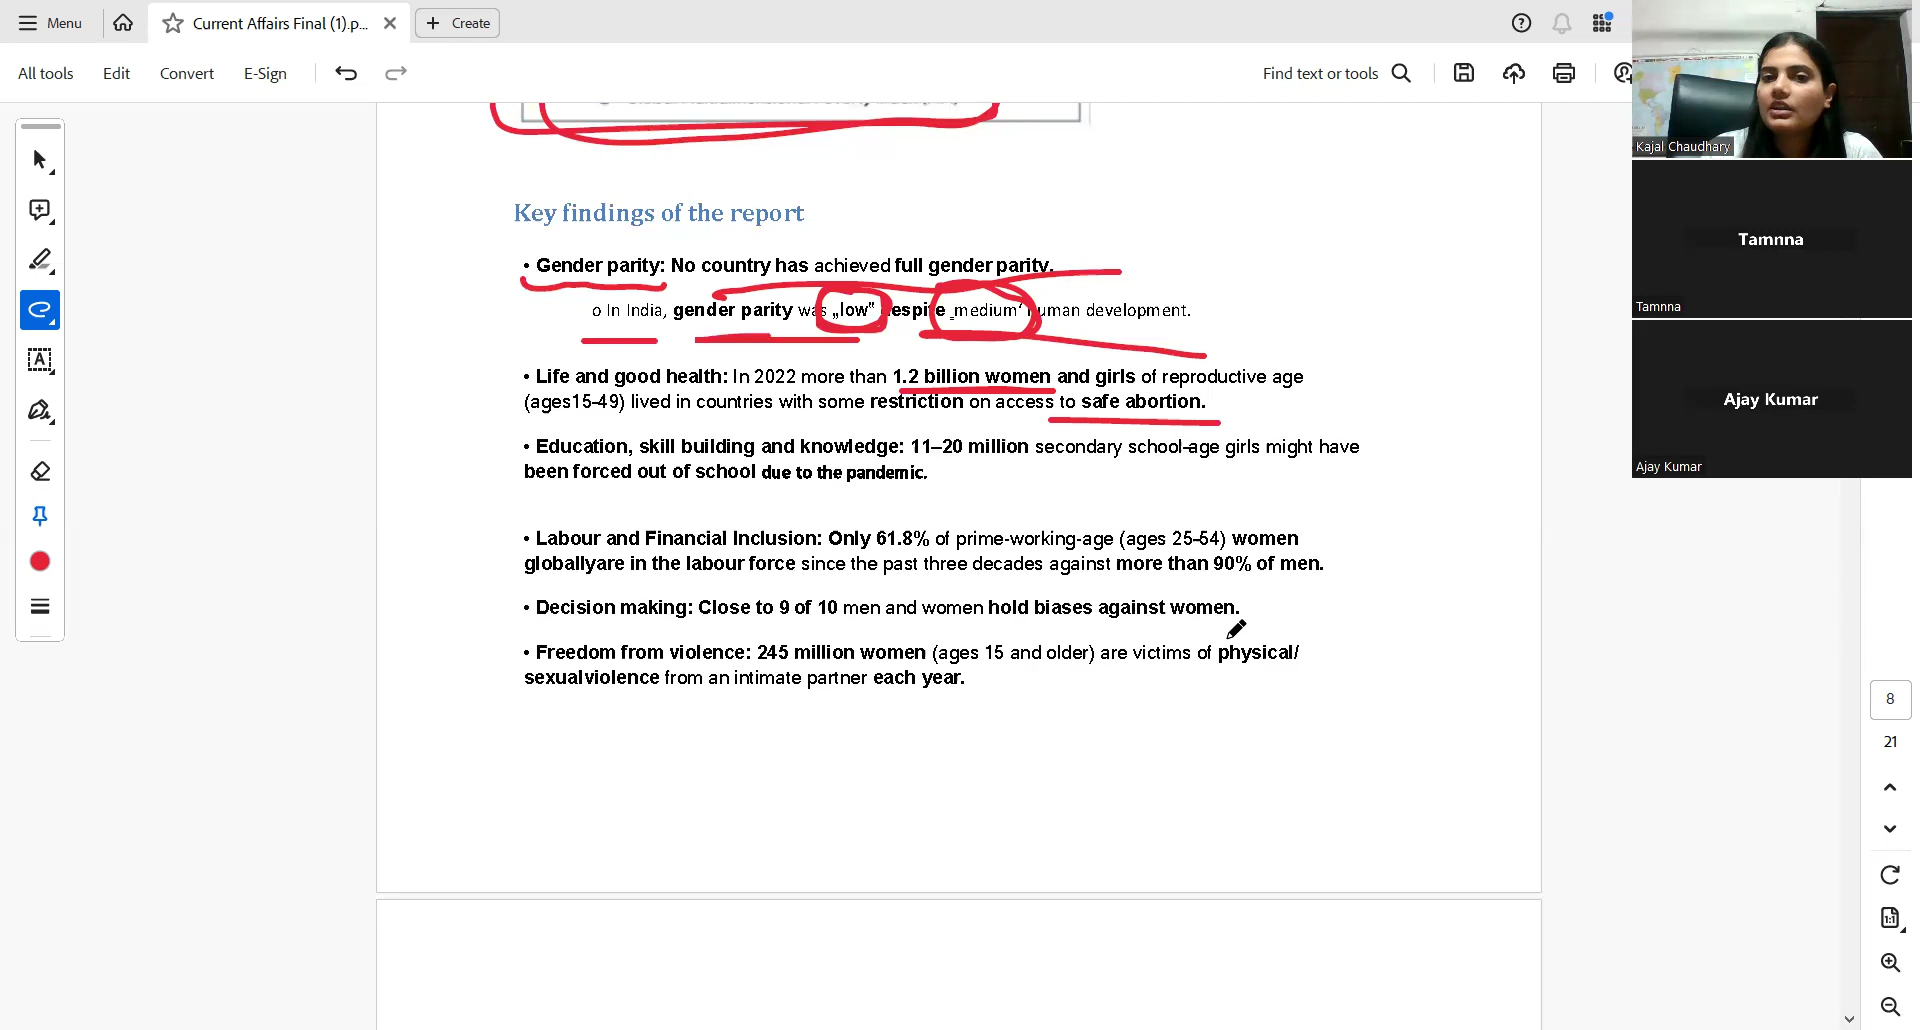 Menu
Current Affairs Final (1).p...
Create
All tools
Edit
Convert
E-Sign
Find text or tools
Kajal Chaudhary
Tamnna
Tamnna
Ajay Kumar
Ajay Kumar
Key findings of the report
• Gender parity: No country has achieved full gender parity.
o In India, gender parity was „low‟ despite „medium‟ human development.
• Life and good health: In 2022 more than 1.2 billion women and girls of reproductive age
(ages15-49) lived in countries with some restriction on access to safe abortion.
• Education, skill building and knowledge: 11–20 million secondary school-age girls might have
been forced out of school due to the pandemic.
• Labour and Financial Inclusion: Only 61.8% of prime-working-age (ages 25-54) women
globallyare in the labour force since the past three decades against more than 90% of men.
• Decision making: Close to 9 of 10 men and women hold biases against women.
• Freedom from violence: 245 million women (ages 15 and older) are victims of physical/
sexualviolence from an intimate partner each year.
8
21
1:1